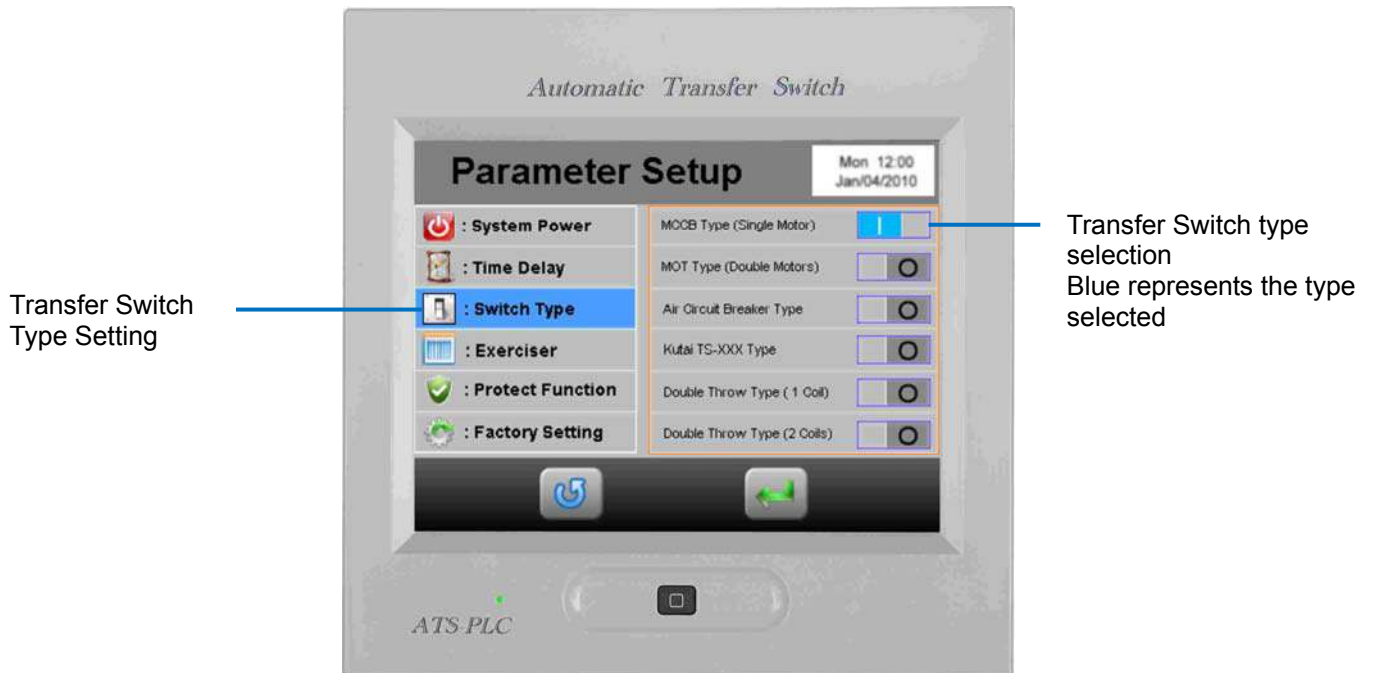 Automatic Transfer Switch
Parameter Setup
Mon 12:00
Jan/04/2010
: System Power
: Time Delay
: Switch Type
: Exerciser
: Protect Function
: Factory Setting
MCCB Type (Single Motor)
MOT Type (Double Motors)
Air Circuit Breaker Type
Kutai TS-XXX Type
Double Throw Type ( 1 Coil)
Double Throw Type (2 Coils)
Transfer Switch
Type Setting
Transfer Switch type
selection
Blue represents the type
selected
ATS PLC